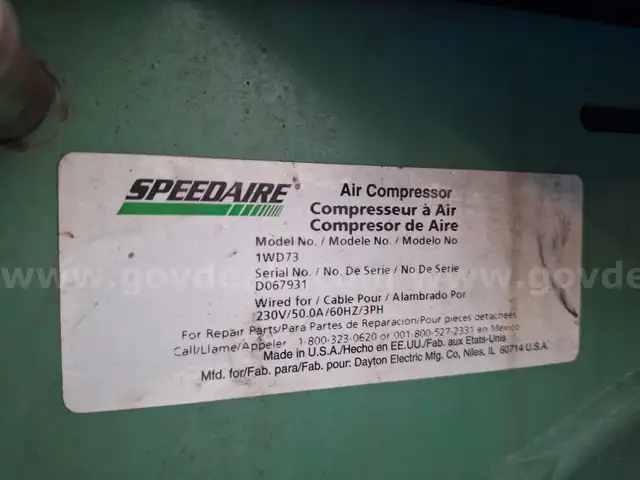 SPEEDAIRE®
Air Compressor
Compresseur à Air
Compresor de Aire
Model No. / Modele No. / Modelo No.
1WD73
Serial No. / No. De Serie / No De Serie
D067931
Wired for / Cable Pour / Alambrado Por
230V/50.0A/60HZ/3PH
For Repair Parts/Para Partes de Reparacion/Pour pieces détachées
Call/Llame/Appeler 1-800-323-0620 or 001-800-527-2331 en Mexico
Made in U.S.A./Hecho en EE.UU./Fab. aux Etats-Unis
Mfd. for/Fab. para/Fab. pour: Dayton Electric Mfg. Co, Niles, IL 60714 U.S.A.